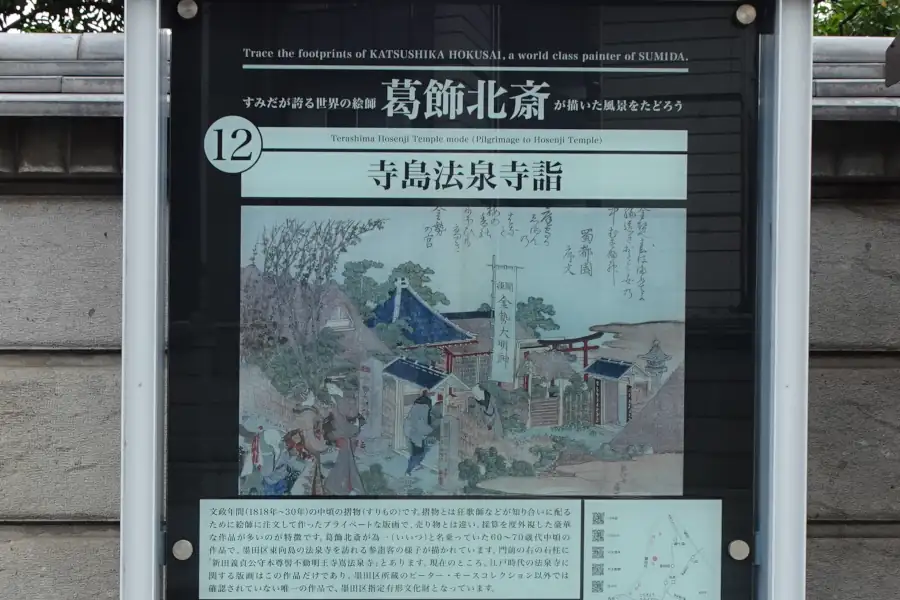 Trace the footprints of KATSUSHIKA HOKUSAI, a world class painter of SUMIDA.
すみだが誇る世界の絵師 葛飾北斎 が描いた風景をたどろう
12
Terashima Hosenji Temple mode (Pilgrimage to Hosenji Temple)
寺島法泉寺詣
蜀都園
金勢大明神
文政年間(1818年~30年)の中頃の摺物(すりもの)です。摺物とは狂歌師などが知り合いに配る
ために絵師に注文して作ったプライベートな版画で、売り物とは違い、採算を度外視した豪華
な作品が多いのが特徴です。葛飾北斎が為一(いいつ)と名乗っていた60~70歳代中頃の
作品で、墨田区東向島の法泉寺を訪れる参詣客の様子が描かれています。門前の右の石柱に
「新田義貞公守本尊髻不動明王寺嶌法泉寺」とあります。現在のところ、江戸時代の法泉寺に
関する版画はこの作品だけであり、墨田区所蔵のピーター・モースコレクション以外では
確認されていない唯一の作品で、墨田区指定有形文化財となっています。